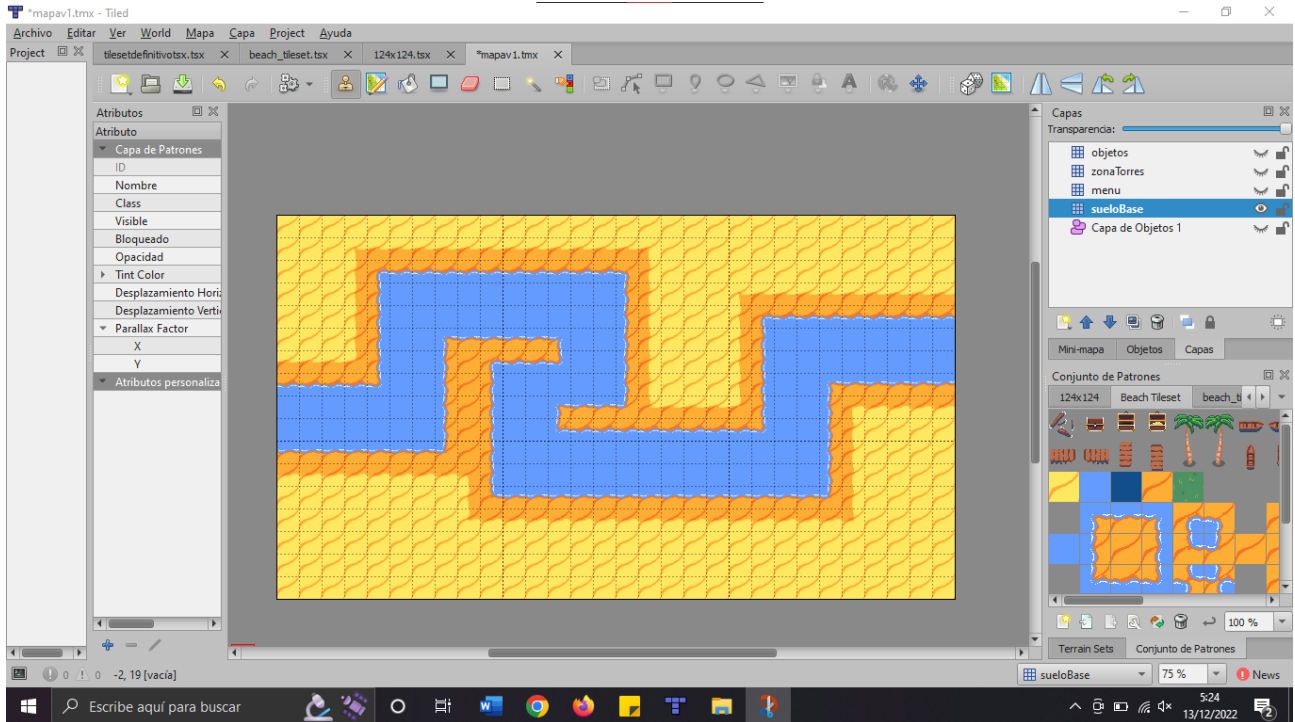 *mapav1.tmx - Tiled
Archivo Editar Ver World Mapa Capa Project Ayuda
Project
tilesetdefinitivotsx.tsx beach_tileset.tsx 124x124.tsx *mapav1.tmx
Atributos
Atributo
Capa de Patrones
ID
Nombre
Class
Visible
Bloqueado
Opacidad
Tint Color
Desplazamiento Horiz
Desplazamiento Verti
Parallax Factor
X
Y
Atributos personaliza
Capas
Transparencia:
objetos
zonaTorres
menu
sueloBase
Capa de Objetos 1
Mini-mapa Objetos Capas
Conjunto de Patrones
124x124 Beach Tileset beach_ti
100 %
Terrain Sets Conjunto de Patrones
0 0 -2, 19 [vacía]
sueloBase 75 % News
Escribe aquí para buscar
5:24
13/12/2022
2